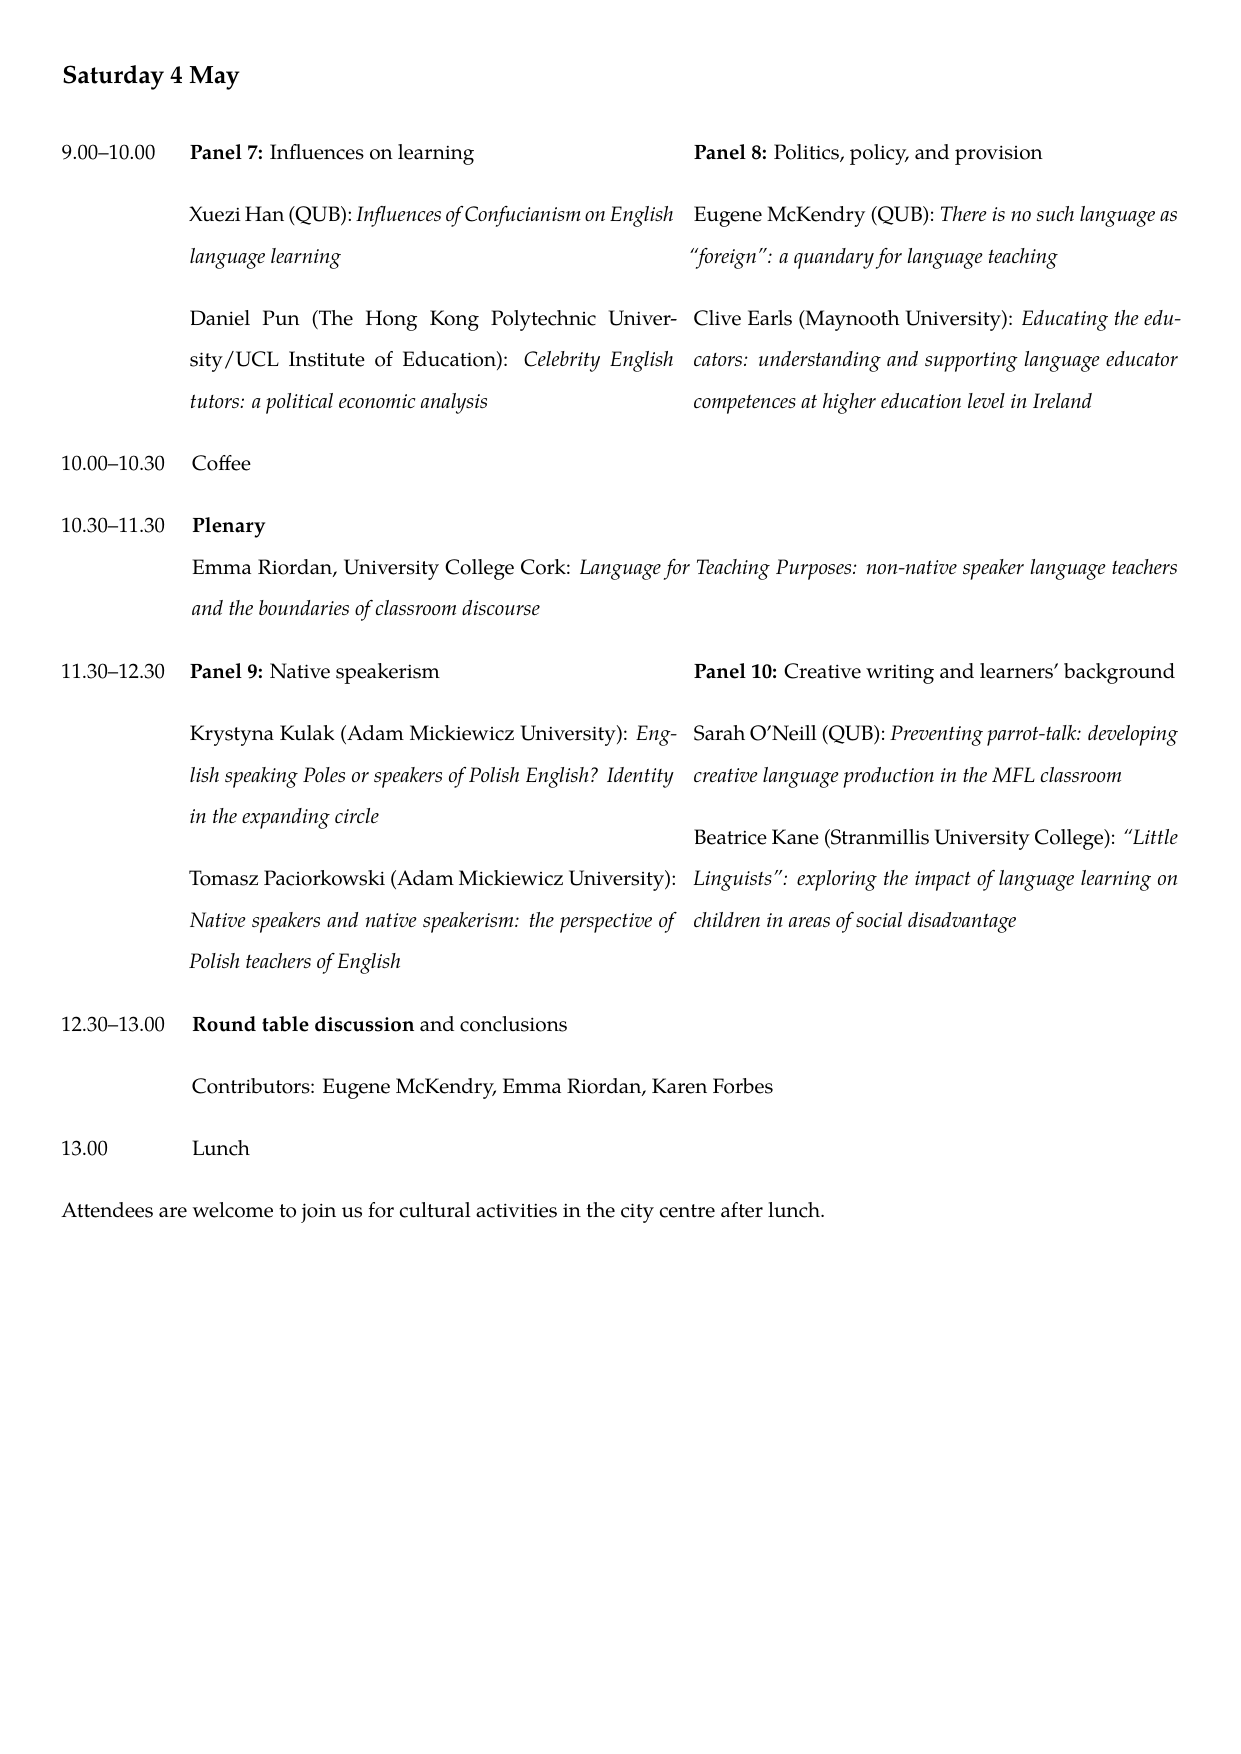 Saturday 4 May
9.00–10.00
Panel 7: Influences on learning
Xuezi Han (QUB): Influences of Confucianism on English
language learning
Daniel Pun (The Hong Kong Polytechnic Univer-
sity/UCL Institute of Education): Celebrity English
tutors: a political economic analysis
Panel 8: Politics, policy, and provision
Eugene McKendry (QUB): There is no such language as
“foreign”: a quandary for language teaching
Clive Earls (Maynooth University): Educating the edu-
cators: understanding and supporting language educator
competences at higher education level in Ireland
10.00–10.30 Coffee
10.30–11.30 Plenary
Emma Riordan, University College Cork: Language for Teaching Purposes: non-native speaker language teachers
and the boundaries of classroom discourse
11.30–12.30
Panel 9: Native speakerism
Krystyna Kulak (Adam Mickiewicz University): Eng-
lish speaking Poles or speakers of Polish English? Identity
in the expanding circle
Tomasz Paciorkowski (Adam Mickiewicz University):
Native speakers and native speakerism: the perspective of
Polish teachers of English
Panel 10: Creative writing and learners’ background
Sarah O’Neill (QUB): Preventing parrot-talk: developing
creative language production in the MFL classroom
Beatrice Kane (Stranmillis University College): “Little
Linguists”: exploring the impact of language learning on
children in areas of social disadvantage
12.30–13.00 Round table discussion and conclusions
Contributors: Eugene McKendry, Emma Riordan, Karen Forbes
13.00 Lunch
Attendees are welcome to join us for cultural activities in the city centre after lunch.